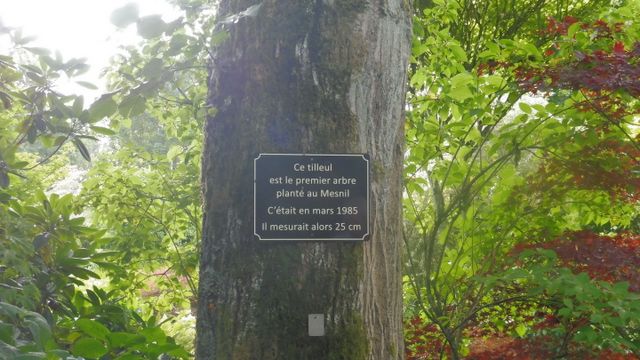 Ce tilleul
est le premier arbre
planté au Mesnil
C'était en mars 1985
Il mesurait alors 25 cm